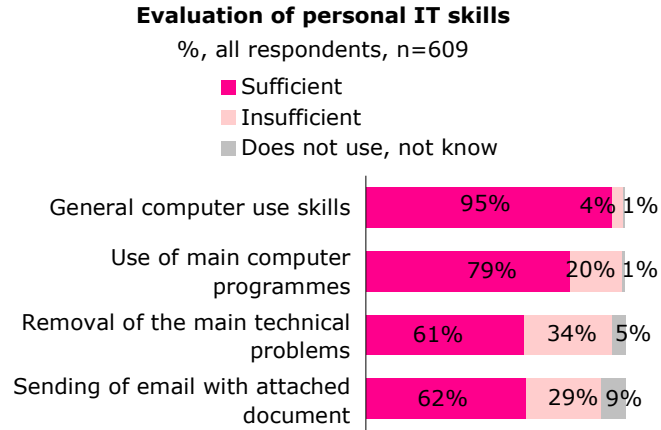 Evaluation of personal IT skills
%, all respondents, n=609
Sufficient
Insufficient
Does not use, not know
General computer use skills
95% 4% 1%
Use of main computer
programmes
79% 20% 1%
Removal of the main technical
problems
61% 34% 5%
Sending of email with attached
document
62% 29% 9%